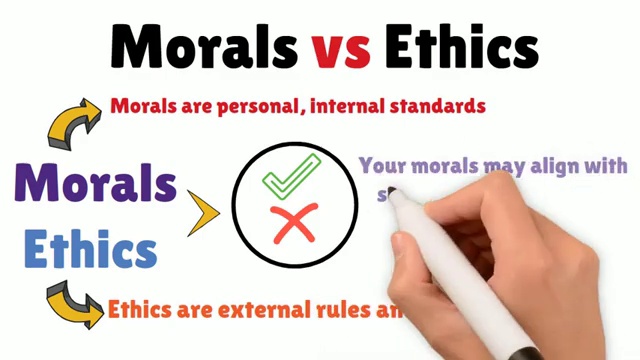 Morals vs Ethics
Morals are personal, internal standards
Morals
Your morals may align with
Ethics
Ethics are external rules